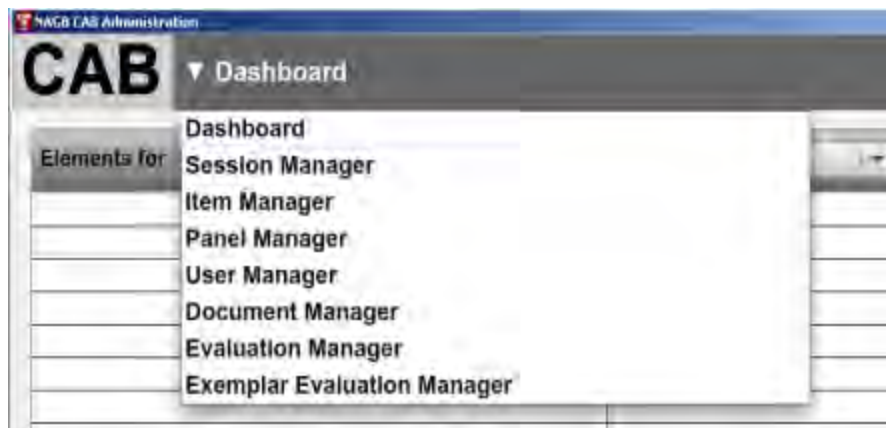 NAGB CAB Administration
CAB
▼ Dashboard
Elements for
Dashboard
Session Manager
Item Manager
Panel Manager
User Manager
Document Manager
Evaluation Manager
Exemplar Evaluation Manager